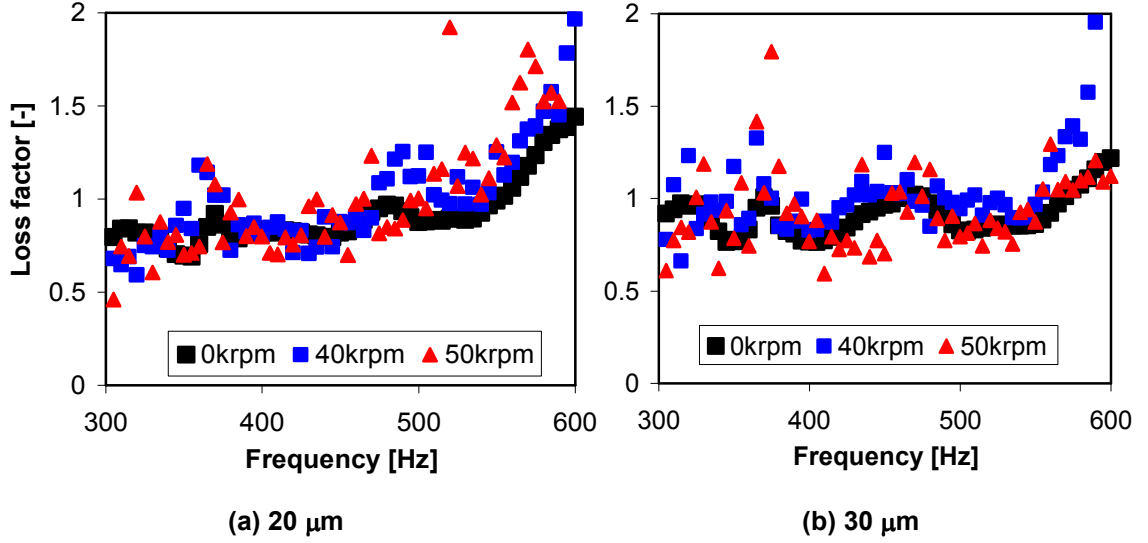 Loss factor [-]
2
1.5
1
0.5
0
0krpm 40krpm 50krpm
300 400 500 600
Frequency [Hz]
(a) 20 μm
2
1.5
1
0.5
0
0krpm 40krpm 50krpm
300 400 500 600
Frequency [Hz]
(b) 30 μm